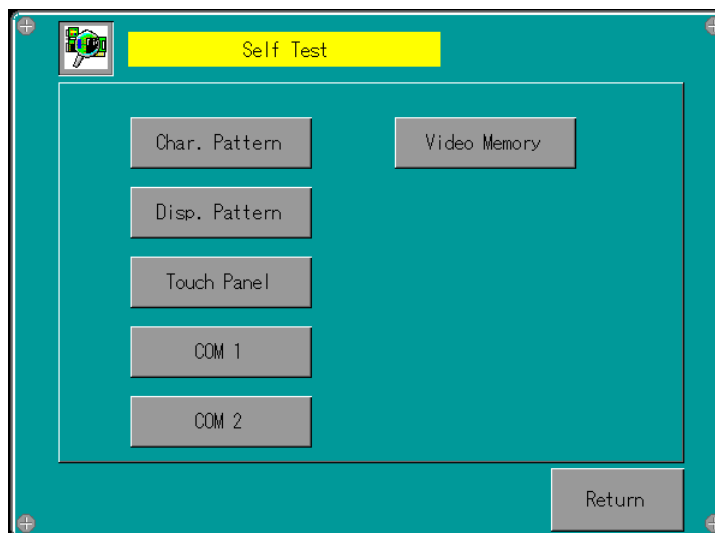 Self Test
Char. Pattern
Video Memory
Disp. Pattern
Touch Panel
COM 1
COM 2
Return